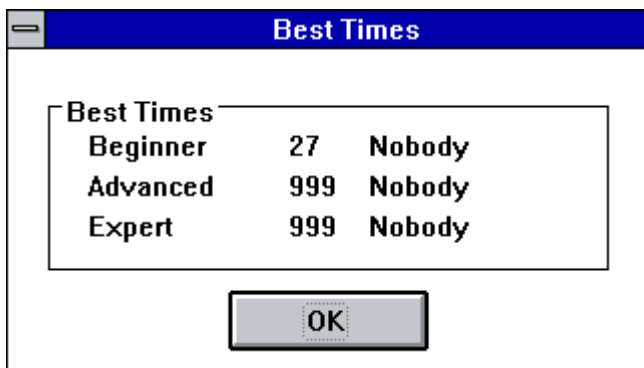 Best Times
Best Times
Beginner 27 Nobody
Advanced 999 Nobody
Expert 999 Nobody
OK